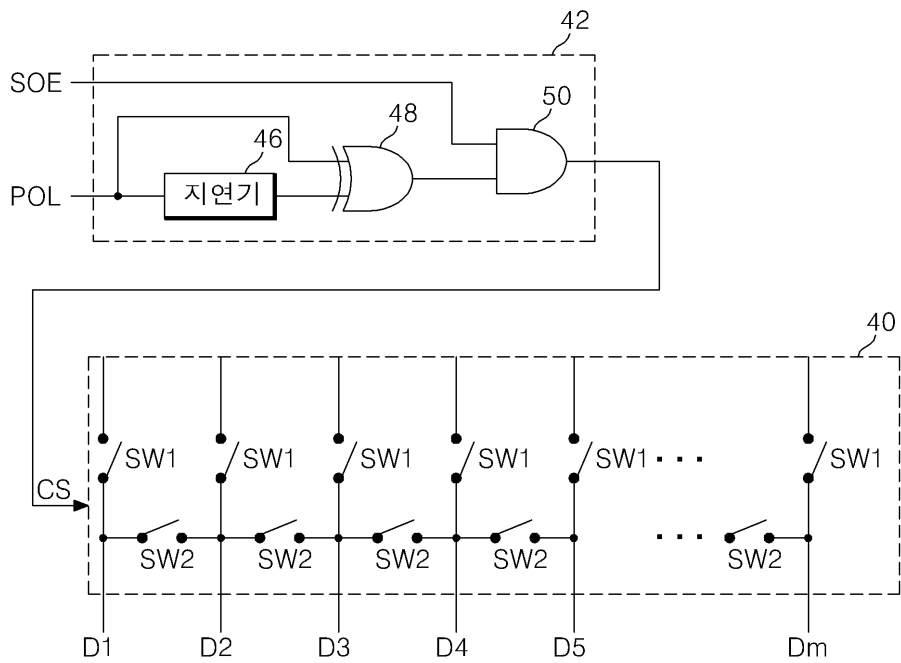 42
SOE
50
48
46
POL
지연기
40
SW1 SW1 SW1 SW1 SW1 · · · SW1
CS
SW2 SW2 SW2 SW2 · · · SW2
D1 D2 D3 D4 D5 Dm